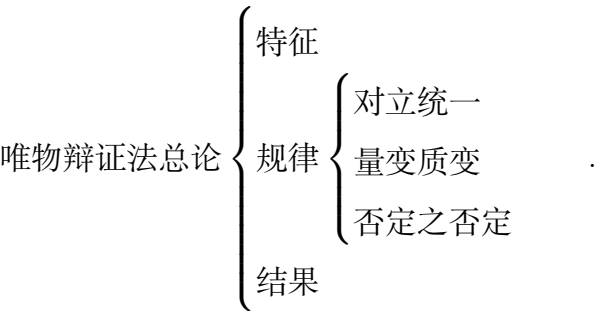 特征
对立统一
唯物辩证法总论 规律 量变质变 .
否定之否定
结果